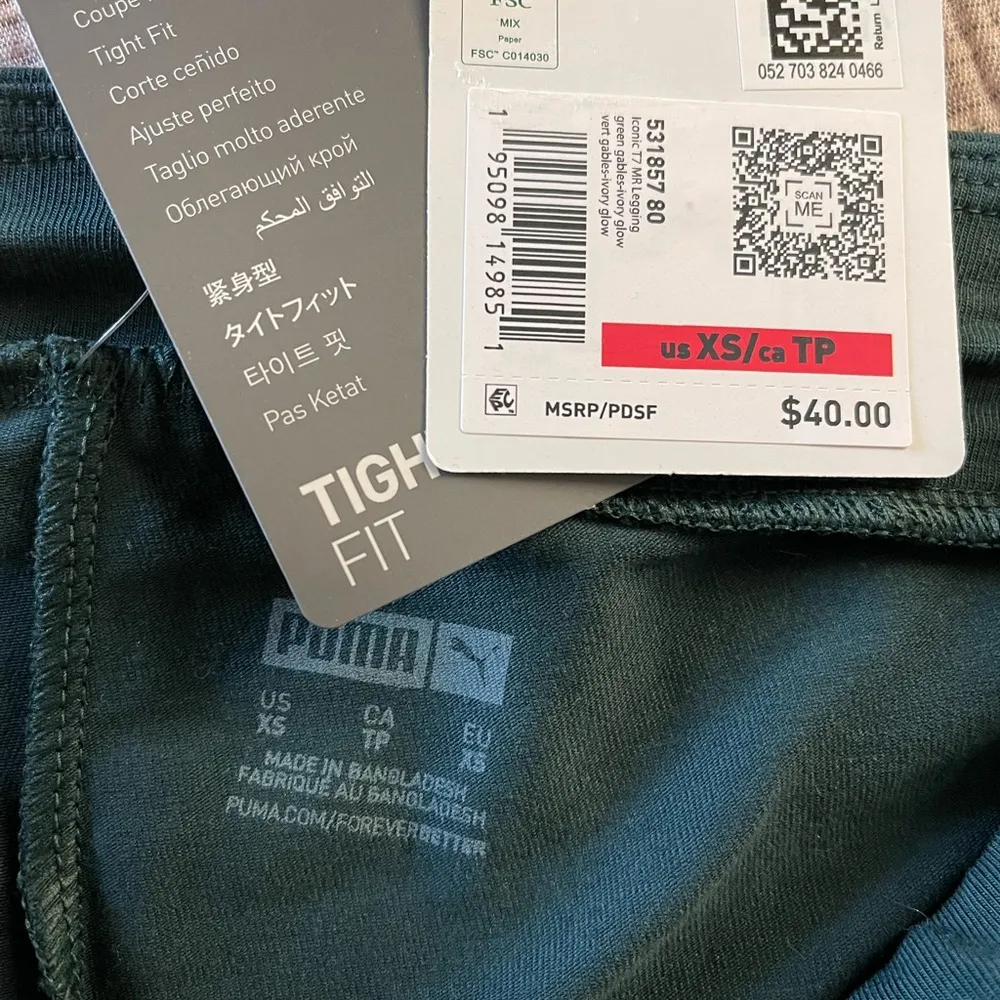 Coupe
Tight Fit
Corte ceñido
Ajuste perfeito
Taglio molto aderente
Облегающий крой
التوافق المحكم
紧身型
タイトフィット
타이트 핏
Pas Ketat
TIGH
FIT
FSC
MIX
Paper
FSC™ C014030
052 703 824 0466
Return L
1 95098 14985 1
531857 80
Iconic T7 MR Legging
green gables-ivory glow
vert gables-ivory glow
SCAN
ME
us XS/ca TP
MSRP/PDSF $40.00
PUMA
US CA EU
XS TP XS
MADE IN BANGLADESH
FABRIQUÉ AU BANGLADESH
PUMA.COM/FOREVERBETTER